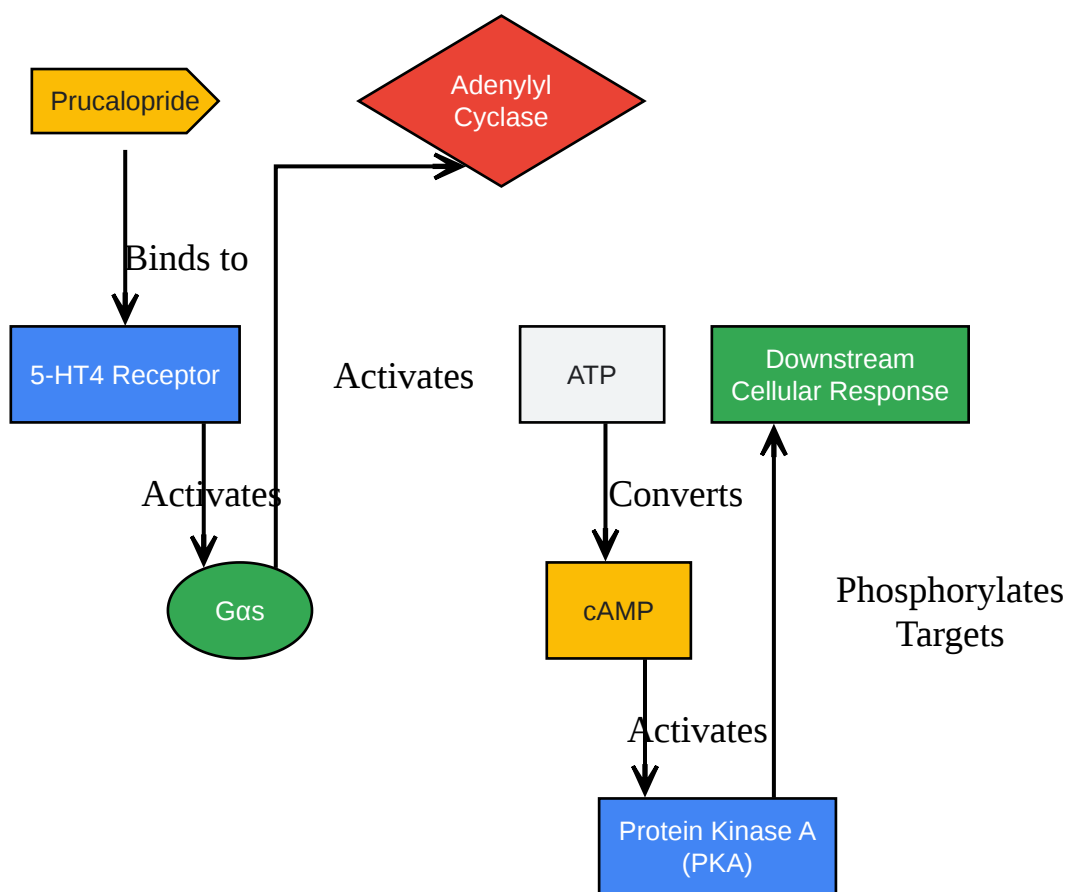 Prucalopride
Adenylyl
Cyclase
Binds to
5-HT4 Receptor
Activates
ATP
Downstream
Cellular Response
Activates
Converts
Gαs
cAMP
Phosphorylates
Targets
Activates
Protein Kinase A
(PKA)